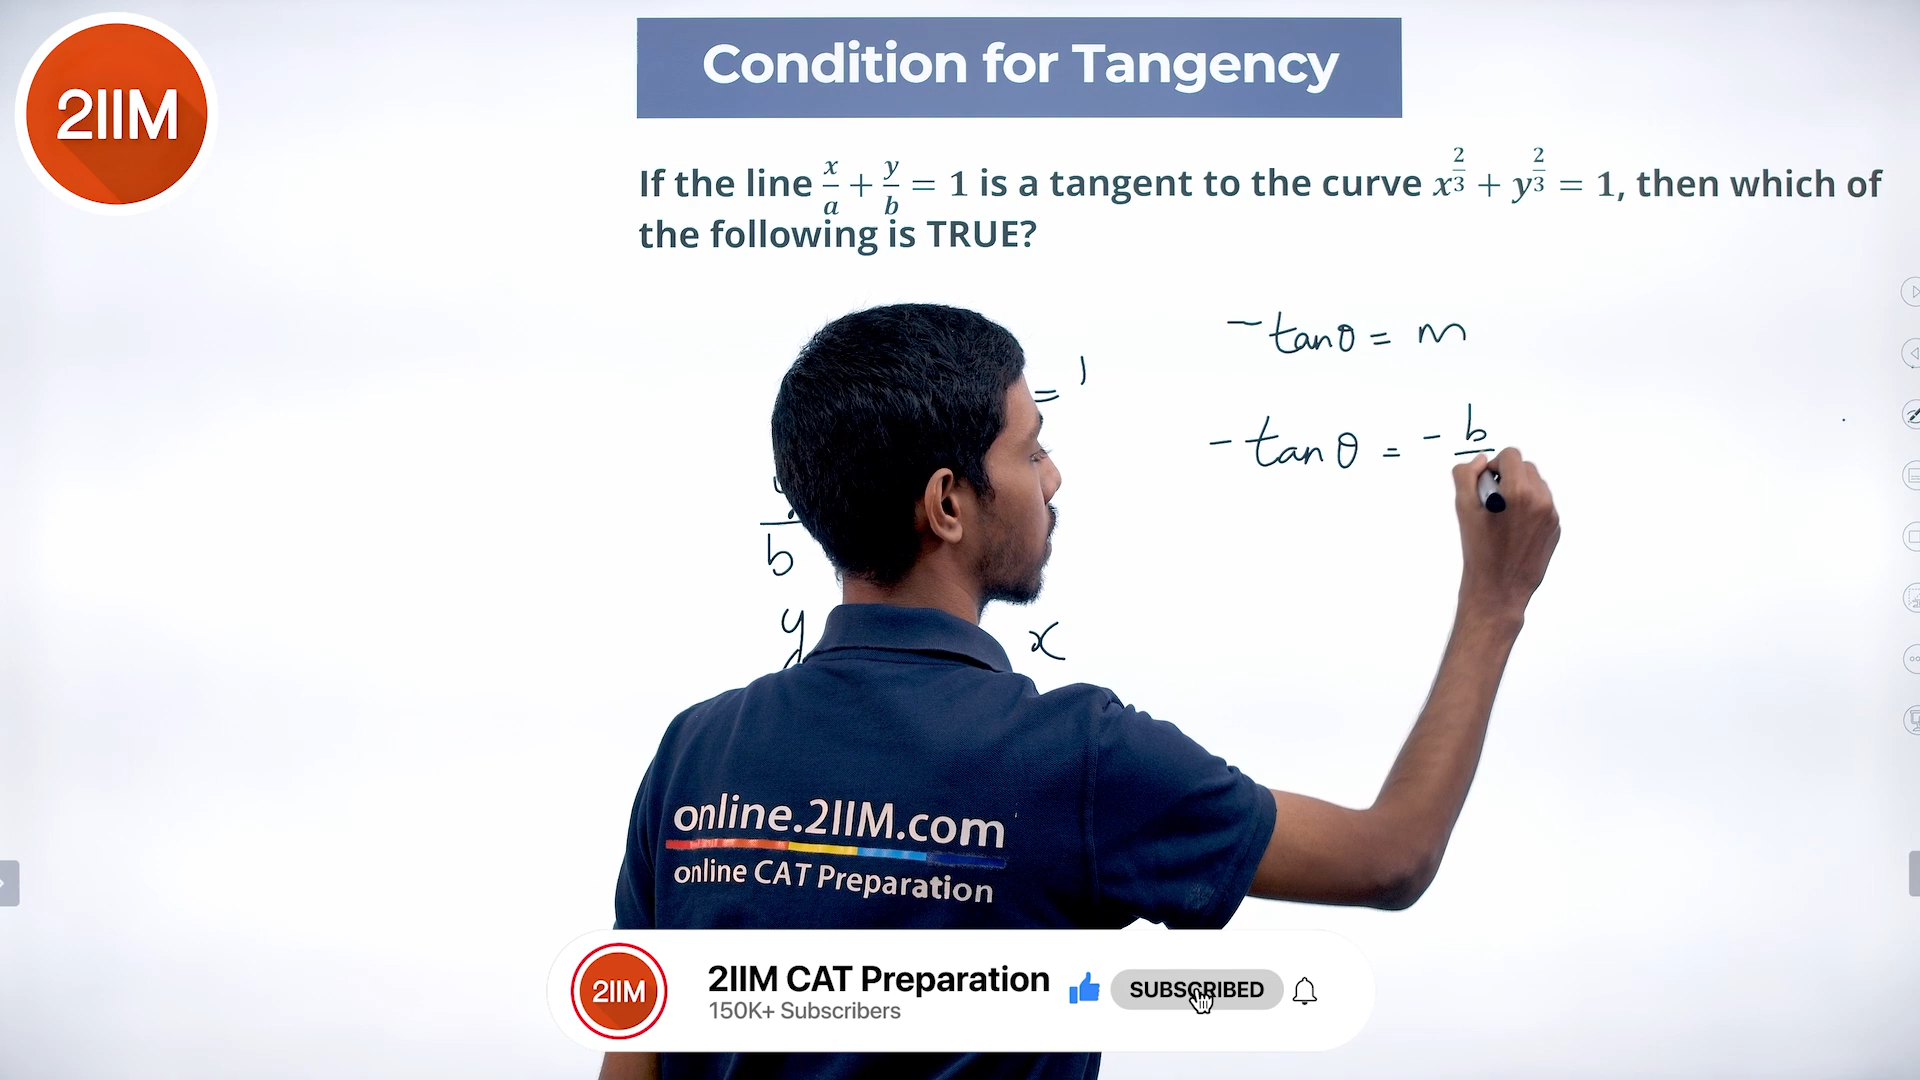 2IIM
Condition for Tangency
If the line x/a + y/b = 1 is a tangent to the curve x^(2/3) + y^(2/3) = 1, then which of
the following is TRUE?
-tanθ = m
= 1
-tanθ = - b
b
y
x
online.2IIM.com
online CAT Preparation
2IIM
2IIM CAT Preparation
SUBSCRIBED
150K+ Subscribers